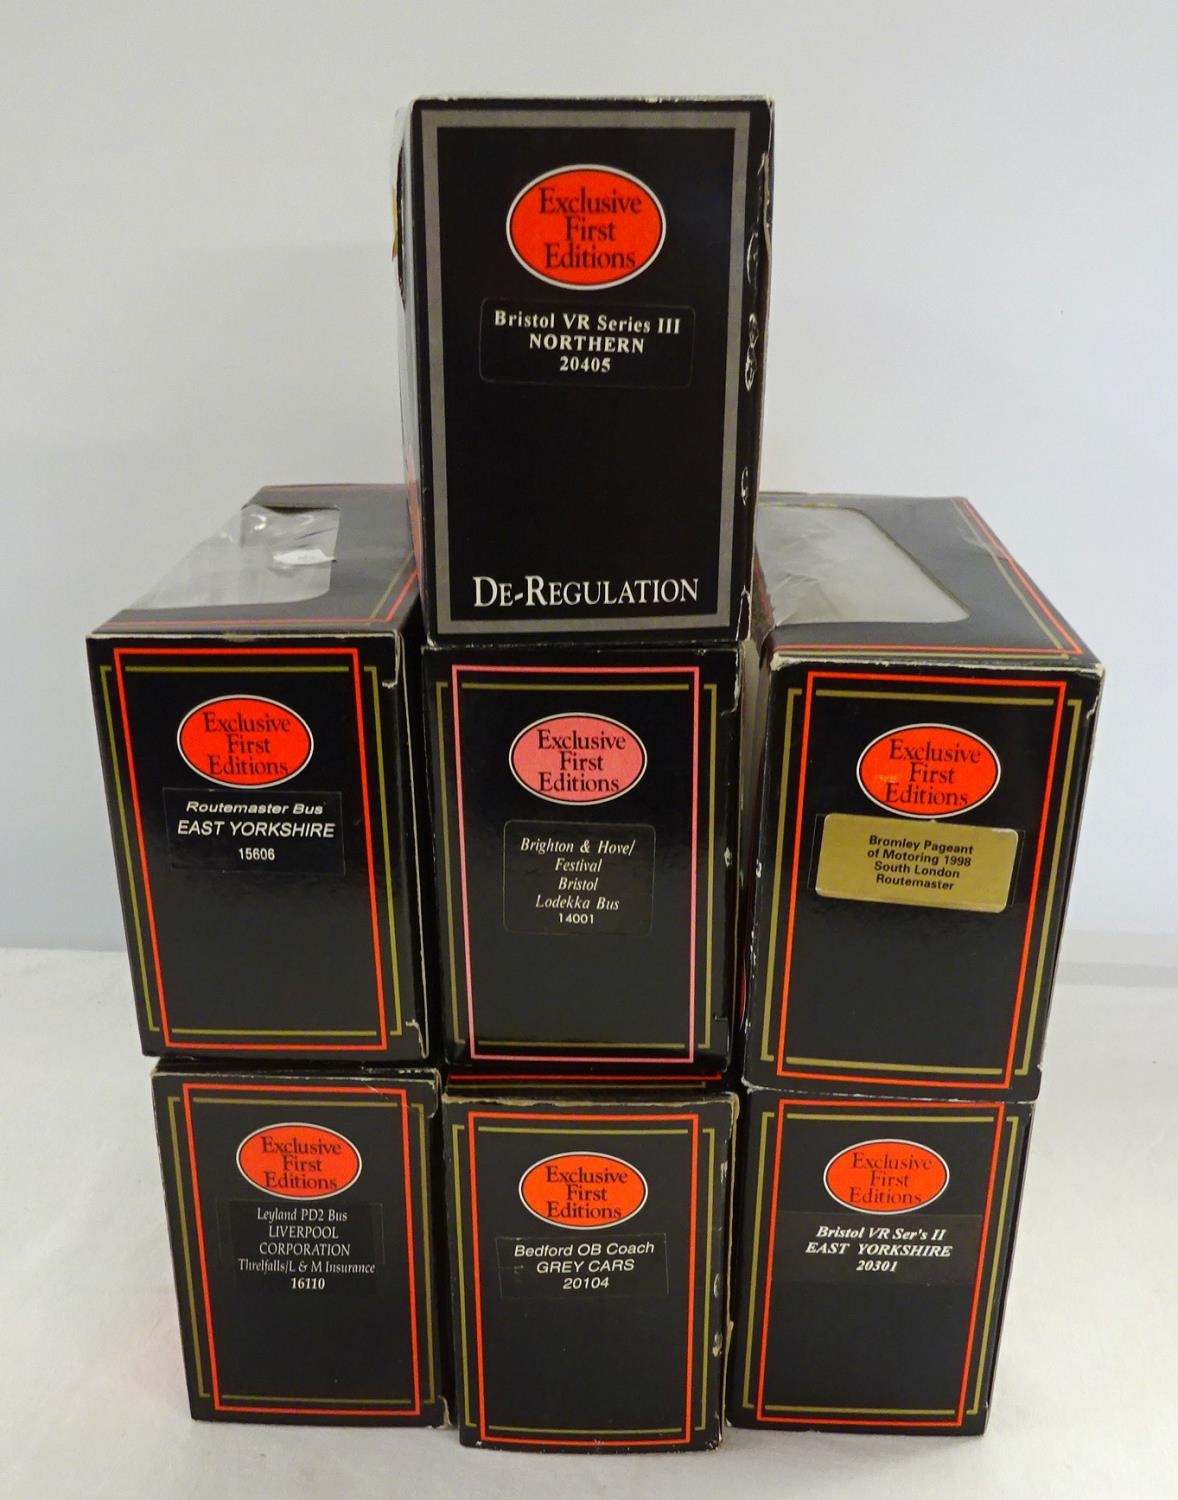 Exclusive
First
Editions
Bristol VR Series III
NORTHERN
20405
DE-REGULATION
Exclusive
First
Editions
Routemaster Bus
EAST YORKSHIRE
15606
Exclusive
First
Editions
Brighton & Hove/
Festival
Bristol
Lodekka Bus
14001
Exclusive
First
Editions
Bromley Pageant
of Motoring 1998
South London
Routemaster
Exclusive
First
Editions
Leyland PD2 Bus
LIVERPOOL
CORPORATION
Threlfalls/L & M Insurance
16110
Exclusive
First
Editions
Bedford OB Coach
GREY CARS
20104
Exclusive
First
Editions
Bristol VR Ser's II
EAST YORKSHIRE
20301